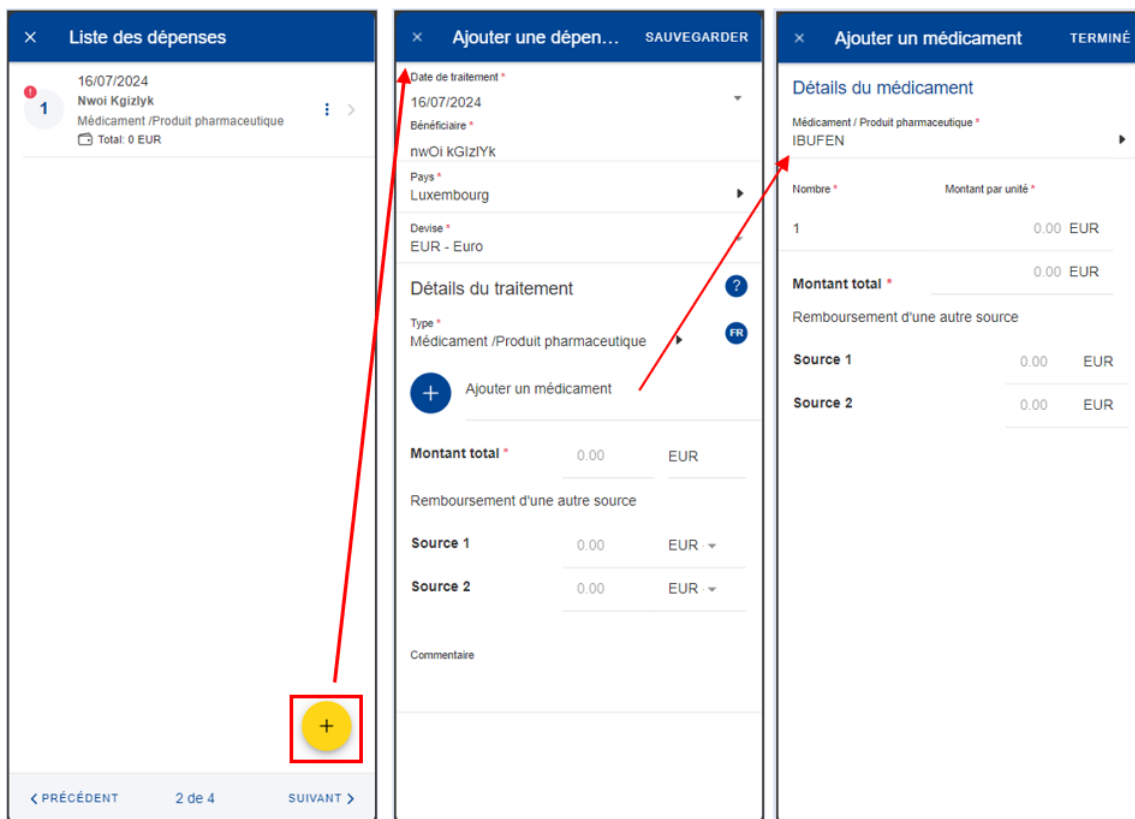 × Liste des dépenses
16/07/2024
1
Nwoi Kgizlyk
Médicament /Produit pharmaceutique
Total: 0 EUR
+
PRÉCÉDENT 2 de 4 SUIVANT
× Ajouter une dépen... SAUVEGARDER
Date de traitement *
16/07/2024
Bénéficiaire *
nwOi kGIzlYk
Pays *
Luxembourg
Devise *
EUR - Euro
Détails du traitement ?
Type *
Médicament /Produit pharmaceutique FR
+ Ajouter un médicament
Montant total * 0.00 EUR
Remboursement d'une autre source
Source 1 0.00 EUR
Source 2 0.00 EUR
Commentaire
× Ajouter un médicament TERMINÉ
Détails du médicament
Médicament / Produit pharmaceutique *
IBUFEN
Nombre * Montant par unité *
1 0.00 EUR
Montant total * 0.00 EUR
Remboursement d'une autre source
Source 1 0.00 EUR
Source 2 0.00 EUR